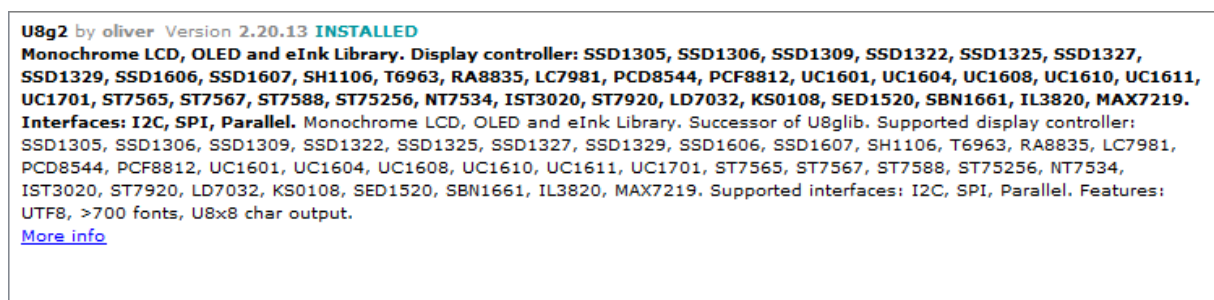 U8g2 by oliver Version 2.20.13 INSTALLED
Monochrome LCD, OLED and eInk Library. Display controller: SSD1305, SSD1306, SSD1309, SSD1322, SSD1325, SSD1327,
SSD1329, SSD1606, SSD1607, SH1106, T6963, RA8835, LC7981, PCD8544, PCF8812, UC1601, UC1604, UC1608, UC1610, UC1611,
UC1701, ST7565, ST7567, ST7588, ST75256, NT7534, IST3020, ST7920, LD7032, KS0108, SED1520, SBN1661, IL3820, MAX7219.
Interfaces: I2C, SPI, Parallel. Monochrome LCD, OLED and eInk Library. Successor of U8glib. Supported display controller:
SSD1305, SSD1306, SSD1309, SSD1322, SSD1325, SSD1327, SSD1329, SSD1606, SSD1607, SH1106, T6963, RA8835, LC7981,
PCD8544, PCF8812, UC1601, UC1604, UC1608, UC1610, UC1611, UC1701, ST7565, ST7567, ST7588, ST75256, NT7534,
IST3020, ST7920, LD7032, KS0108, SED1520, SBN1661, IL3820, MAX7219. Supported interfaces: I2C, SPI, Parallel. Features:
UTF8, >700 fonts, U8x8 char output.
More info